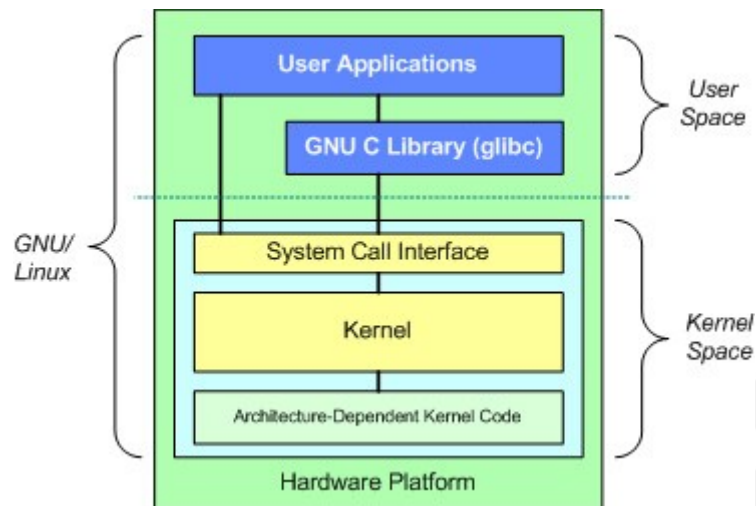 User Applications
GNU C Library (glibc)
User
Space
GNU/
Linux
System Call Interface
Kernel
Architecture-Dependent Kernel Code
Kernel
Space
Hardware Platform